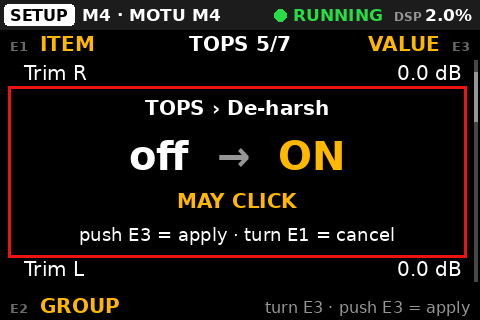 SETUP M4 · MOTU M4 RUNNING DSP 2.0%
E1 ITEM TOPS 5/7 VALUE E3
Trim R 0.0 dB
TOPS › De-harsh
off → ON
MAY CLICK
push E3 = apply · turn E1 = cancel
Trim L 0.0 dB
E2 GROUP turn E3 · push E3 = apply